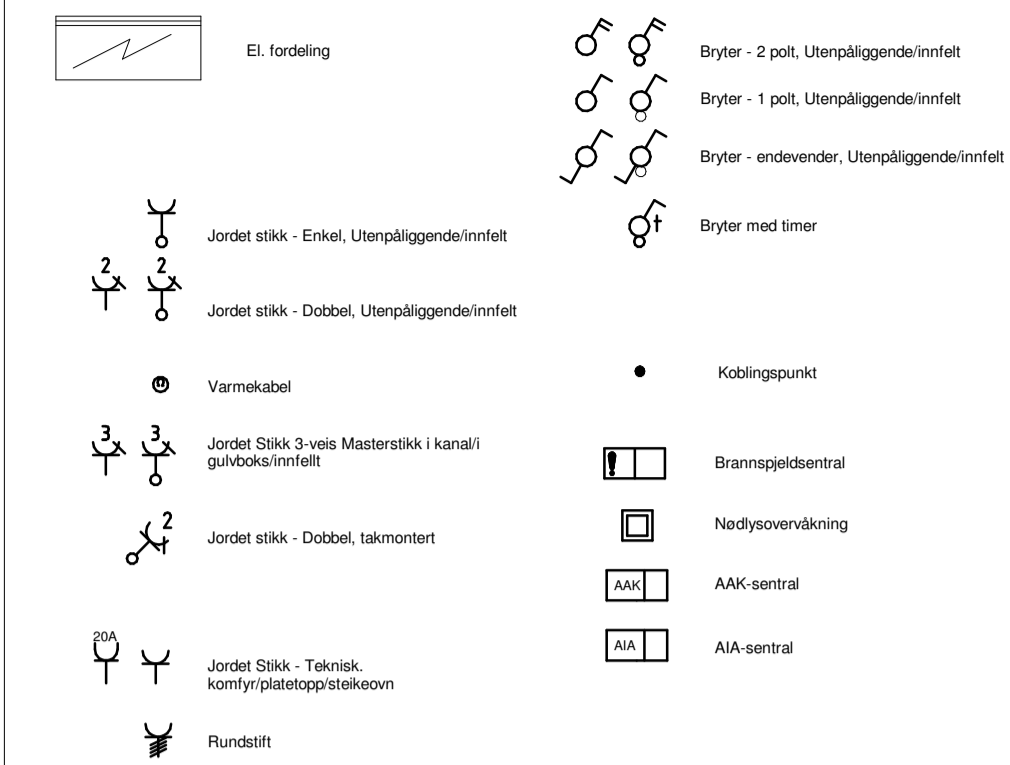 El. fordeling
Jordet stikk - Enkel, Utenpåliggende/innfelt
2 2
Jordet stikk - Dobbel, Utenpåliggende/innfelt
Varmekabel
3 3
Jordet Stikk 3-veis Masterstikk i kanal/i
gulvboks/innfellt
2
Jordet stikk - Dobbel, takmontert
20A
Jordet Stikk - Teknisk.
komfyr/platetopp/steikeovn
Rundstift
Bryter - 2 polt, Utenpåliggende/innfelt
Bryter - 1 polt, Utenpåliggende/innfelt
Bryter - endevender, Utenpåliggende/innfelt
t
Bryter med timer
Koblingspunkt
!
Brannspjeldsentral
Nødlysovervåkning
AAK
AAK-sentral
AIA
AIA-sentral